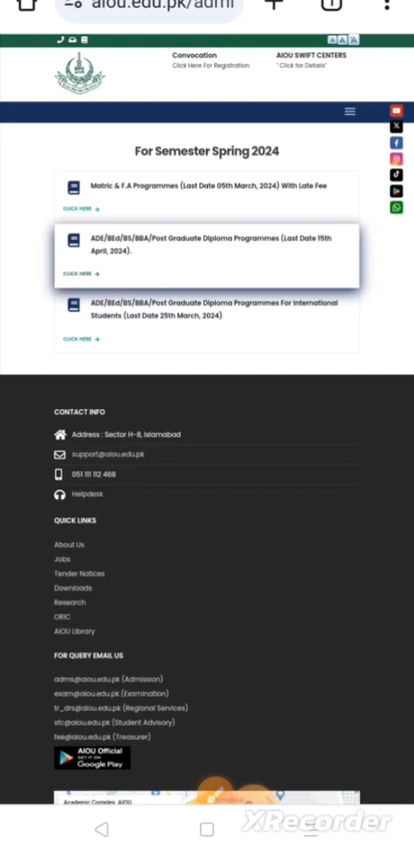 aiou.edu.pk/admi
Convocation
Click Here For Registration
AIOU SWIFT CENTERS
" Click for Details"
For Semester Spring 2024
Matric & F.A Programmes (Last Date 05th March, 2024) With Late Fee
CLICK HERE →
ADE/BEd/BS/BBA/Post Graduate Diploma Programmes (Last Date 15th
April, 2024).
CLICK HERE →
ADE/BEd/BS/BBA/Post Graduate Diploma Programmes For International
Students (Last Date 25th March, 2024)
CLICK HERE →
CONTACT INFO
Address : Sector H-8, Islamabad
support@aiou.edu.pk
051 111 112 468
Helpdesk
QUICK LINKS
About Us
Jobs
Tender Notices
Downloads
Research
ORIC
AIOU Library
FOR QUERY EMAIL US
adms@aiou.edu.pk (Admission)
exam@aiou.edu.pk (Examination)
tr_drs@aiou.edu.pk (Regional Services)
sfc@aiou.edu.pk (Student Advisory)
fee@aiou.edu.pk (Treasurer)
AIOU Official
GET IT ON
Google Play
Academic Complex, AIOU
XRecorder